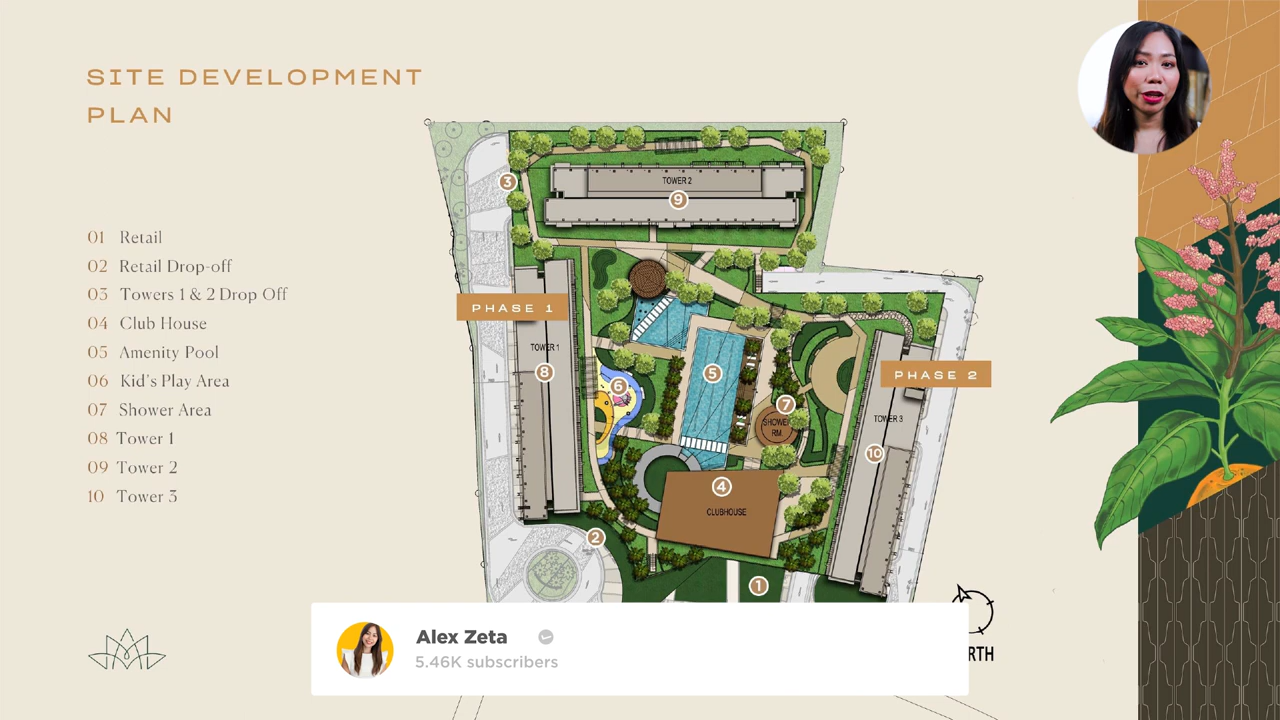 SITE DEVELOPMENT
PLAN
01 Retail
02 Retail Drop-off
03 Towers 1 & 2 Drop Off
04 Club House
05 Amenity Pool
06 Kid's Play Area
07 Shower Area
08 Tower 1
09 Tower 2
10 Tower 3
TOWER 2
3
9
PHASE 1
TOWER 1
8
6
5
7
SHOWER
RM.
PHASE 2
TOWER 3
10
4
CLUBHOUSE
2
1
RTH
Alex Zeta
5.46K subscribers